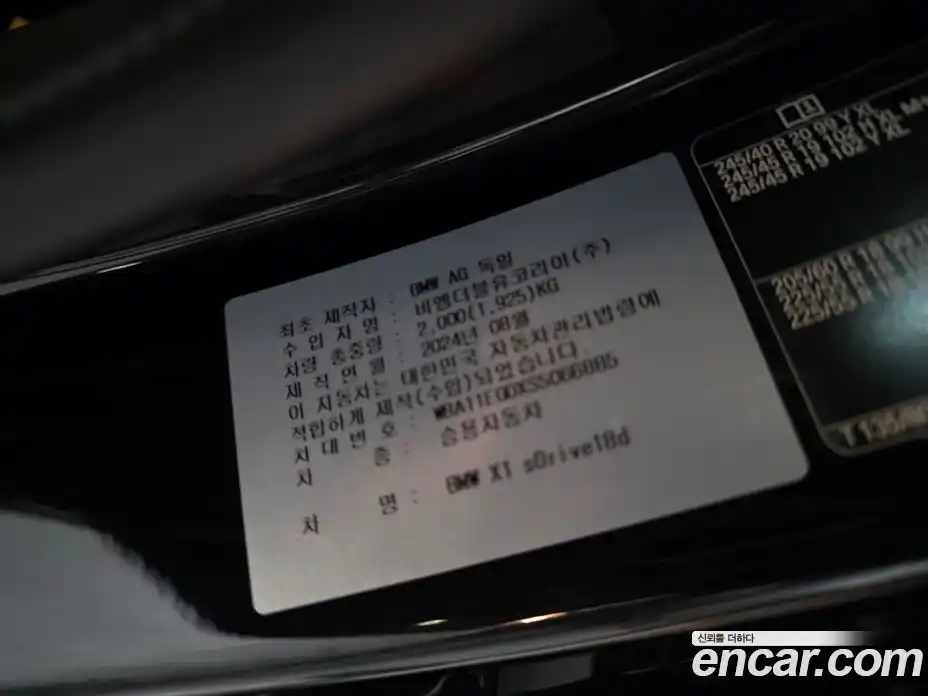 최초 제작자 : BMW AG 독일
수입자명 : 비엠더블유코리아(주)
차량 총중량 : 2,000(1,925)KG
제작연월 : 2024년 08월
이 자동차는 대한민국 자동차관리법령에
적합하게 제작(수입)되었습니다.
차대번호 :
차종 : 승용자동차
차명 : BMW X1 sDrive18d
245/40 R 20 99 Y XL
245/45 R 19 102 H XL M+
245/45 R 19 102 Y XL
신뢰를 더하다
encar.com